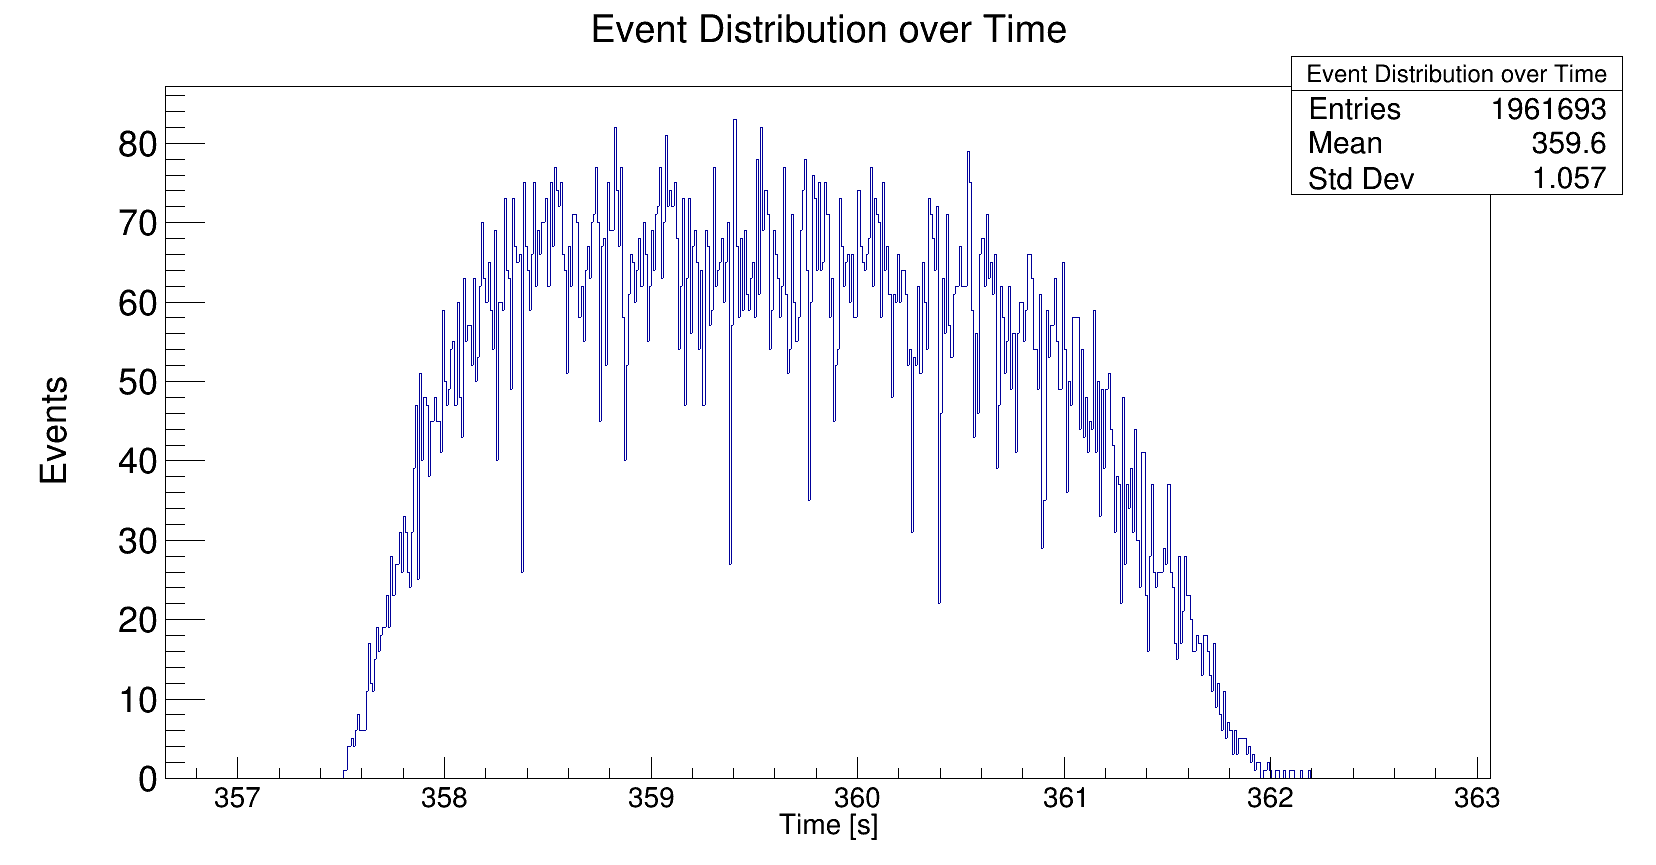 Event Distribution over Time
Event Distribution over Time
Entries 1961693
Mean 359.6
Std Dev 1.057
80
70
60
50
40
30
20
10
0
Events
357 358 359 360 361 362 363
Time [s]